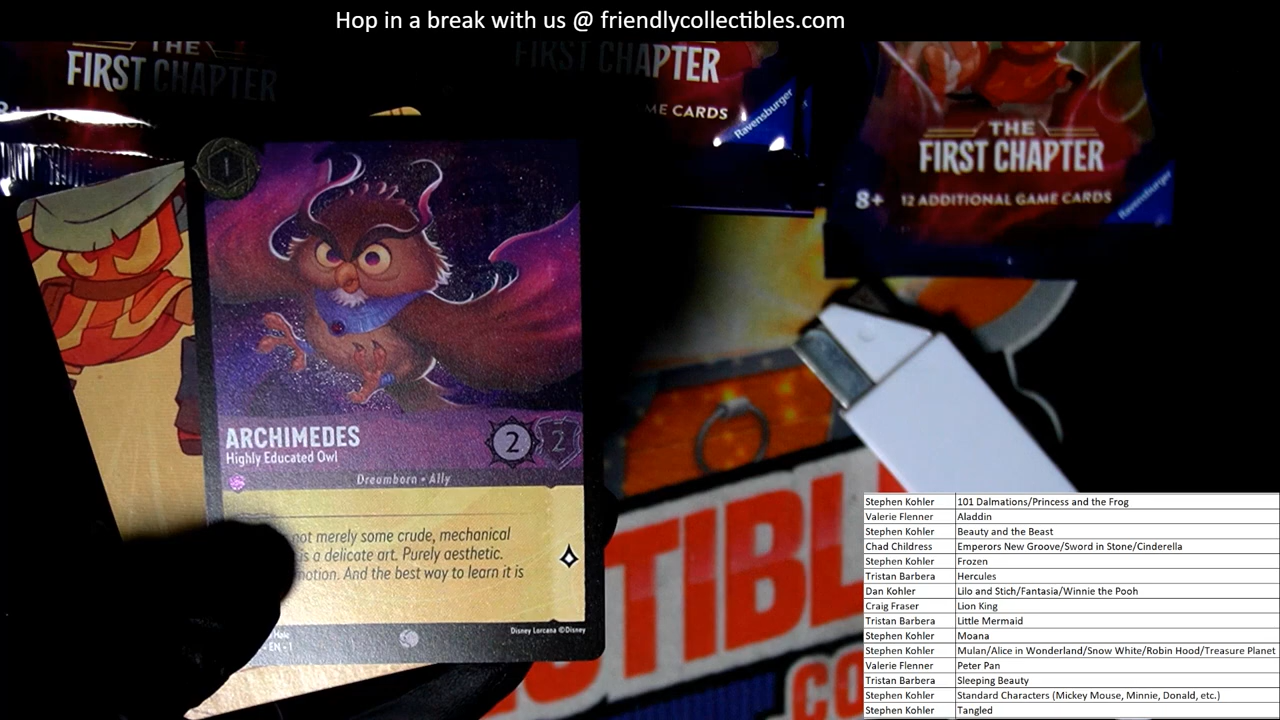 Hop in a break with us @ friendlycollectibles.com
THE
FIRST CHAPTER
FIRST CHAPTER
ME CARDS
Ravensburger
THE
FIRST CHAPTER
8+ 12 ADDITIONAL GAME CARDS
Ravensburger
1
ARCHIMEDES
Highly Educated Owl
2 2
Dreamborn • Ally
not merely some crude, mechanical
is a delicate art. Purely aesthetic.
motion. And the best way to learn it is
Disney Lorcana ©Disney
• EN • 1
TIBL
CO
Stephen Kohler 101 Dalmations/Princess and the Frog
Valerie Flenner Aladdin
Stephen Kohler Beauty and the Beast
Chad Childress Emperors New Groove/Sword in Stone/Cinderella
Stephen Kohler Frozen
Tristan Barbera Hercules
Dan Kohler Lilo and Stich/Fantasia/Winnie the Pooh
Craig Fraser Lion King
Tristan Barbera Little Mermaid
Stephen Kohler Moana
Stephen Kohler Mulan/Alice in Wonderland/Snow White/Robin Hood/Treasure Planet
Valerie Flenner Peter Pan
Tristan Barbera Sleeping Beauty
Stephen Kohler Standard Characters (Mickey Mouse, Minnie, Donald, etc.)
Stephen Kohler Tangled